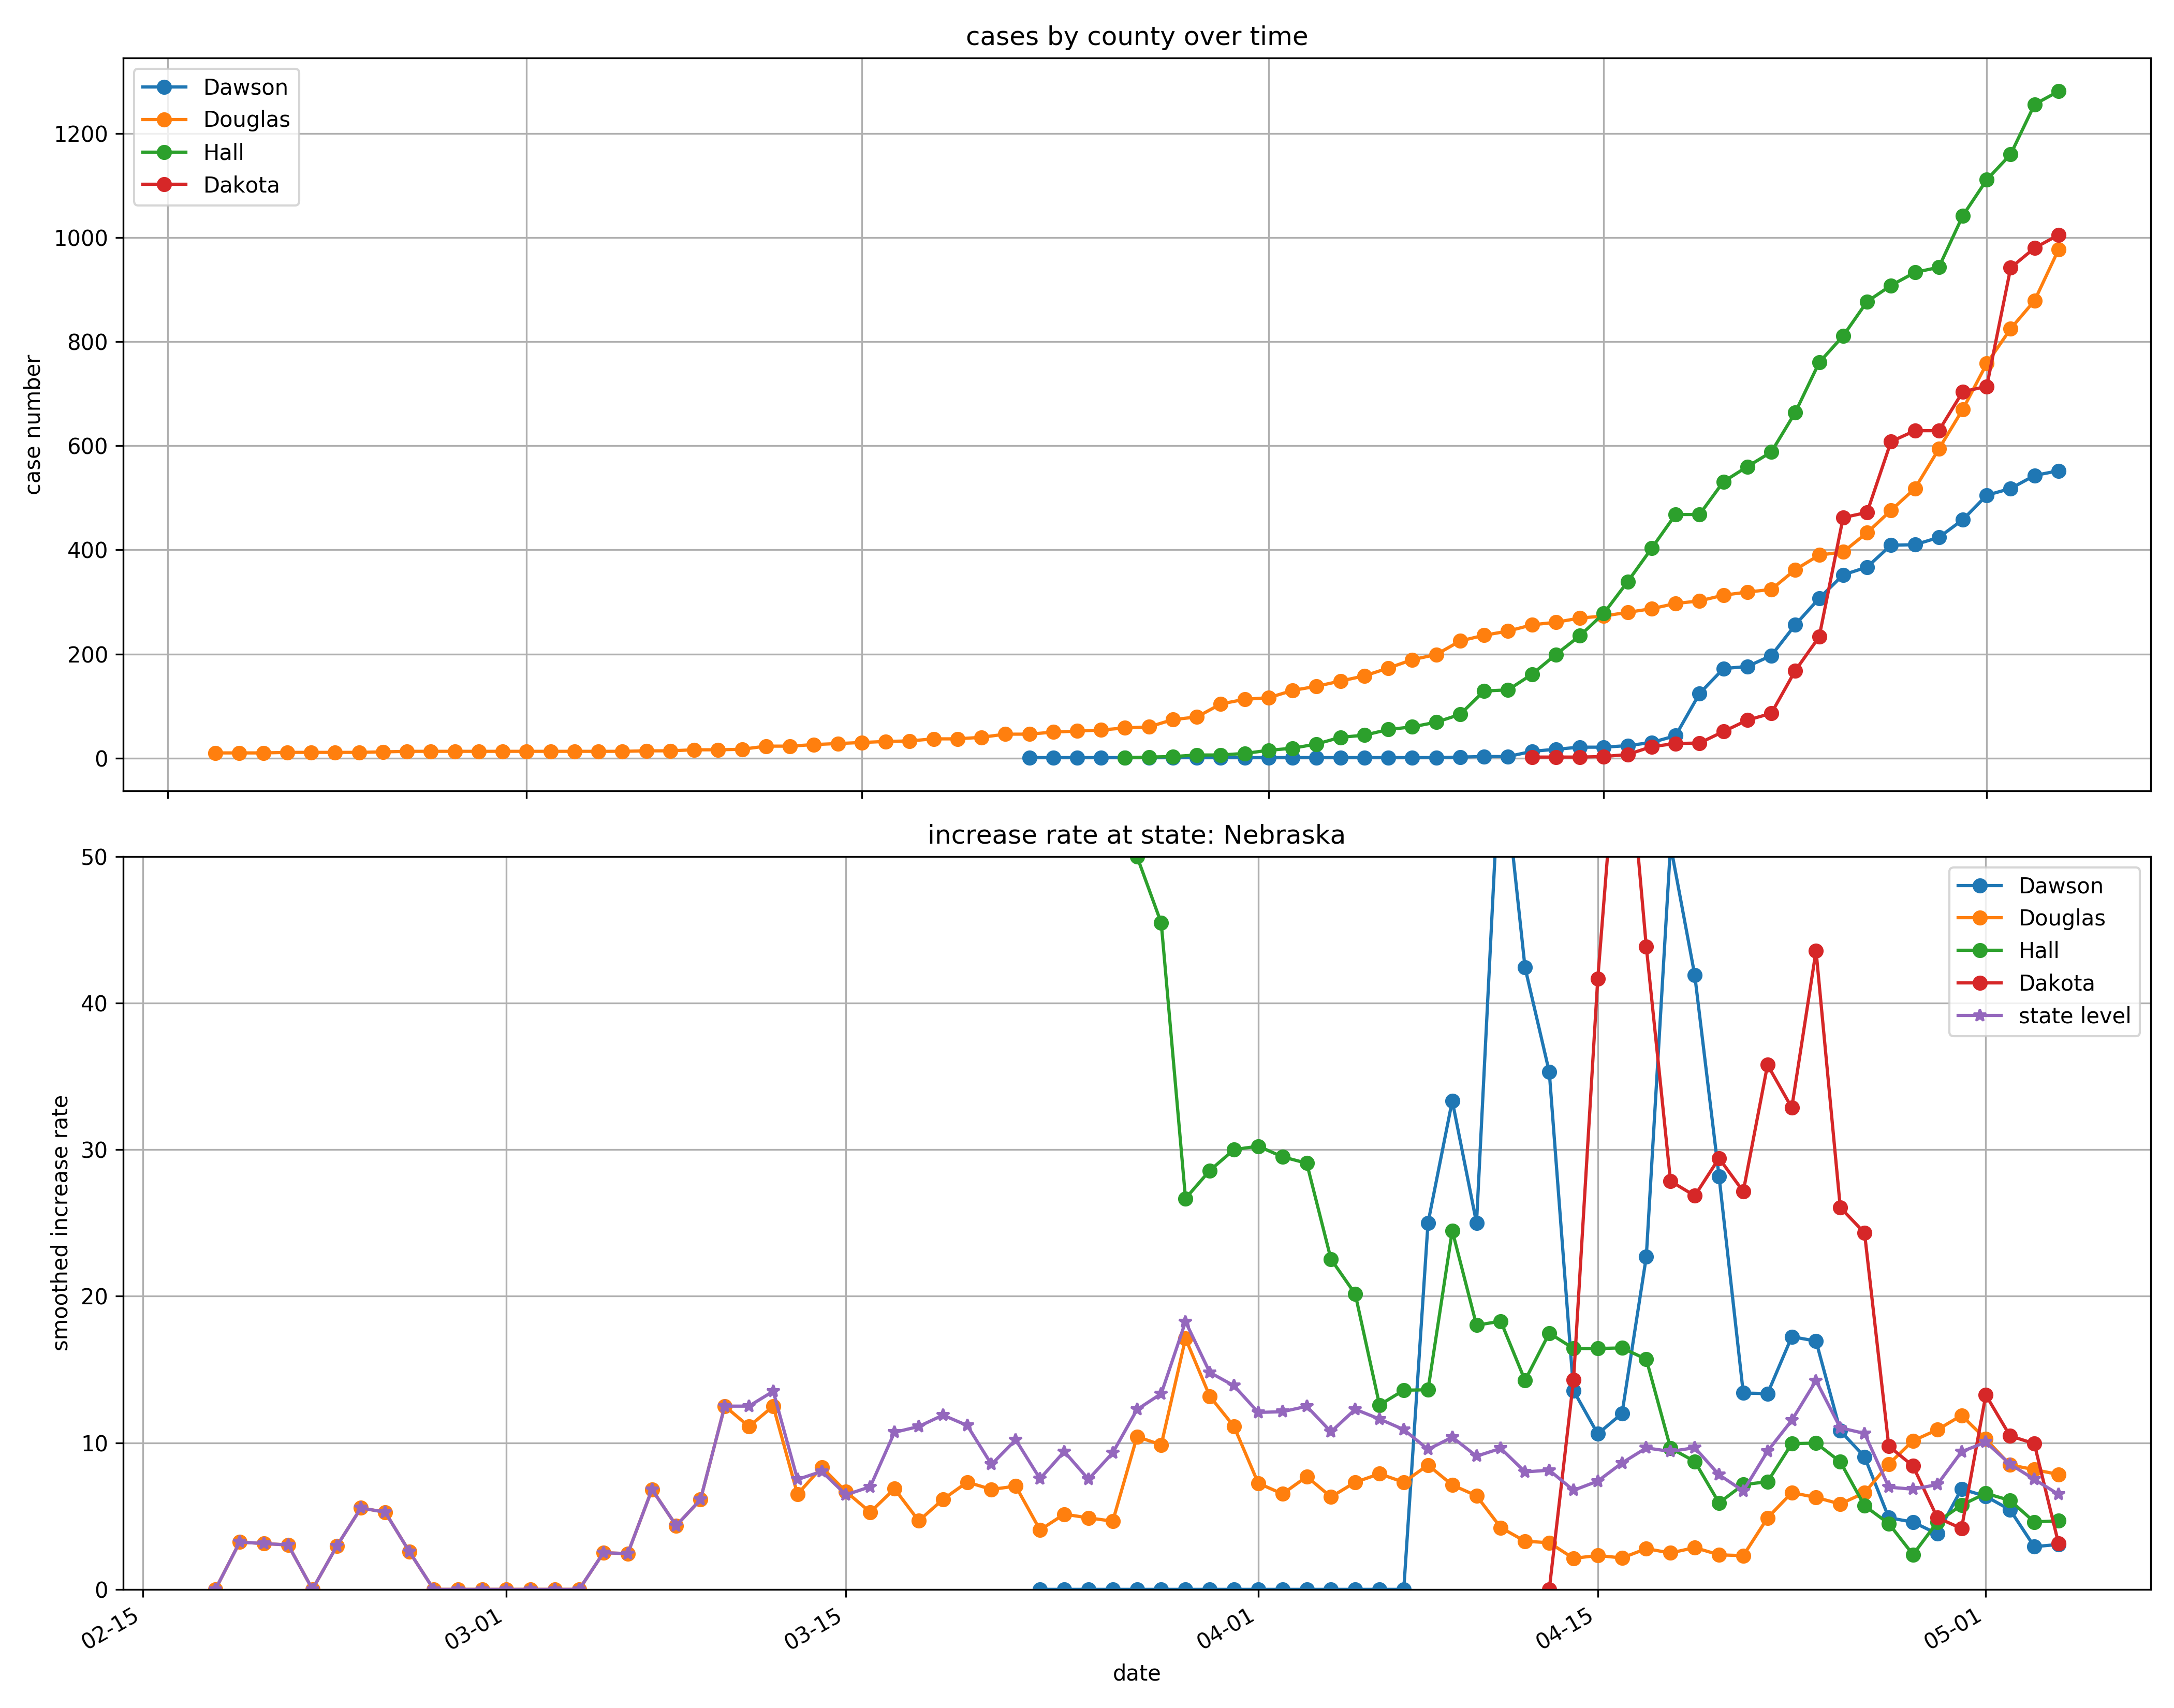 cases by county over time
Dawson
Douglas
Hall
Dakota
1200
1000
800
600
400
200
0
case number
increase rate at state: Nebraska
50
40
30
20
10
0
smoothed increase rate
Dawson
Douglas
Hall
Dakota
state level
02-15 03-01 03-15 04-01 04-15 05-01
date